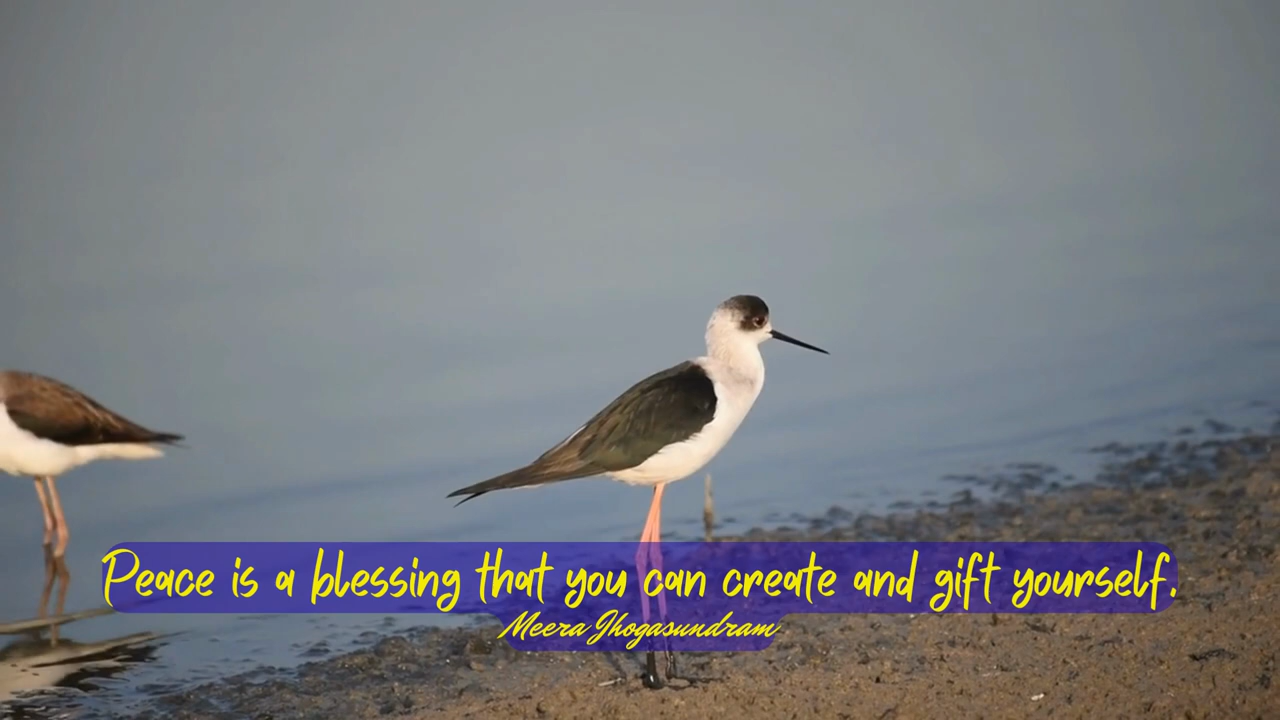 Peace is a blessing that you can create and gift yourself.
Meera Jhogasundram